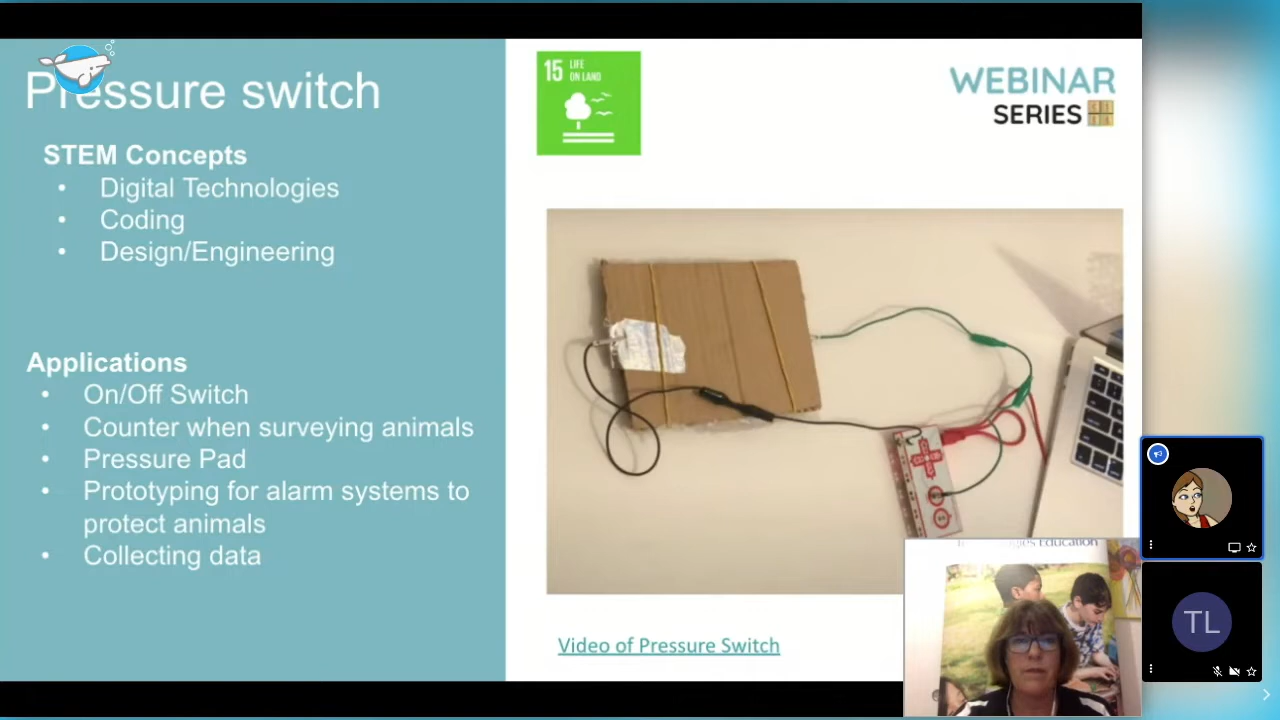 Pressure switch
STEM Concepts
• Digital Technologies
• Coding
• Design/Engineering
Applications
• On/Off Switch
• Counter when surveying animals
• Pressure Pad
• Prototyping for alarm systems to
protect animals
• Collecting data
15 LIFE
ON LAND
WEBINAR
SERIES
Video of Pressure Switch
Education
TL